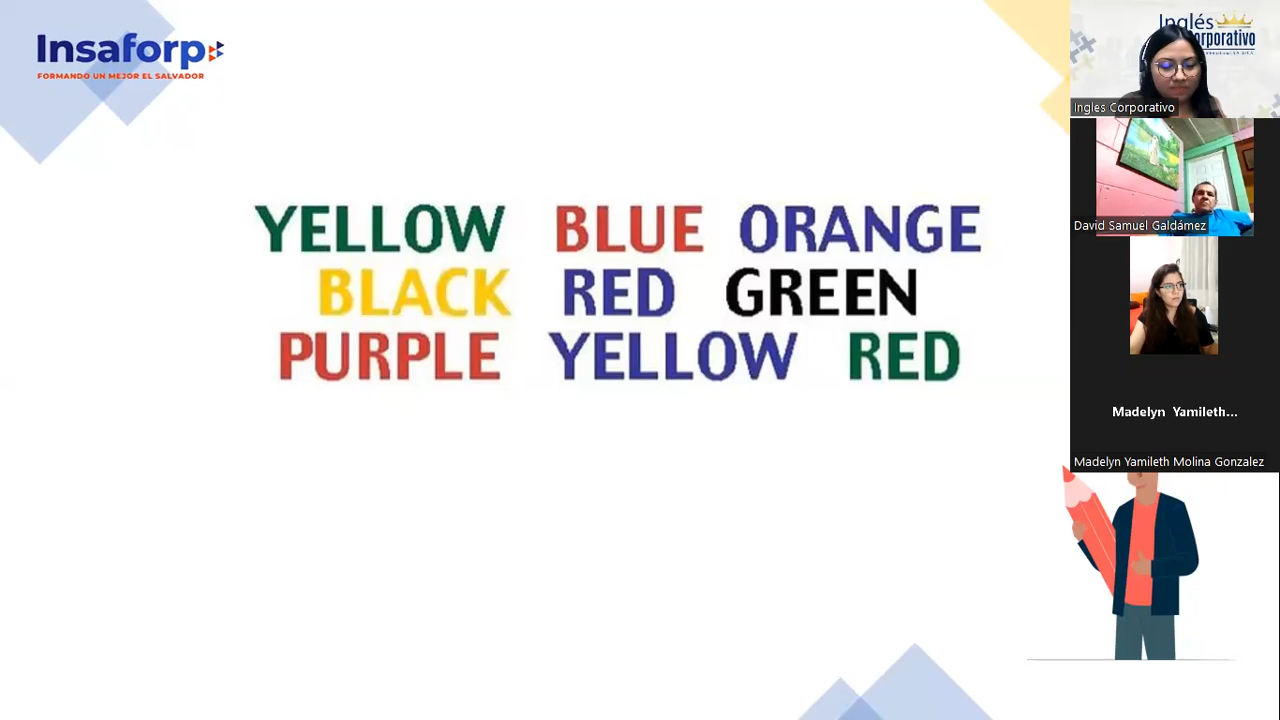 Insaforp
FORMANDO UN MEJOR EL SALVADOR
YELLOW BLUE ORANGE
BLACK RED GREEN
PURPLE YELLOW RED
Inglés
Corporativo
Ingles Corporativo
David Samuel Galdámez
Madelyn Yamileth...
Madelyn Yamileth Molina Gonzalez